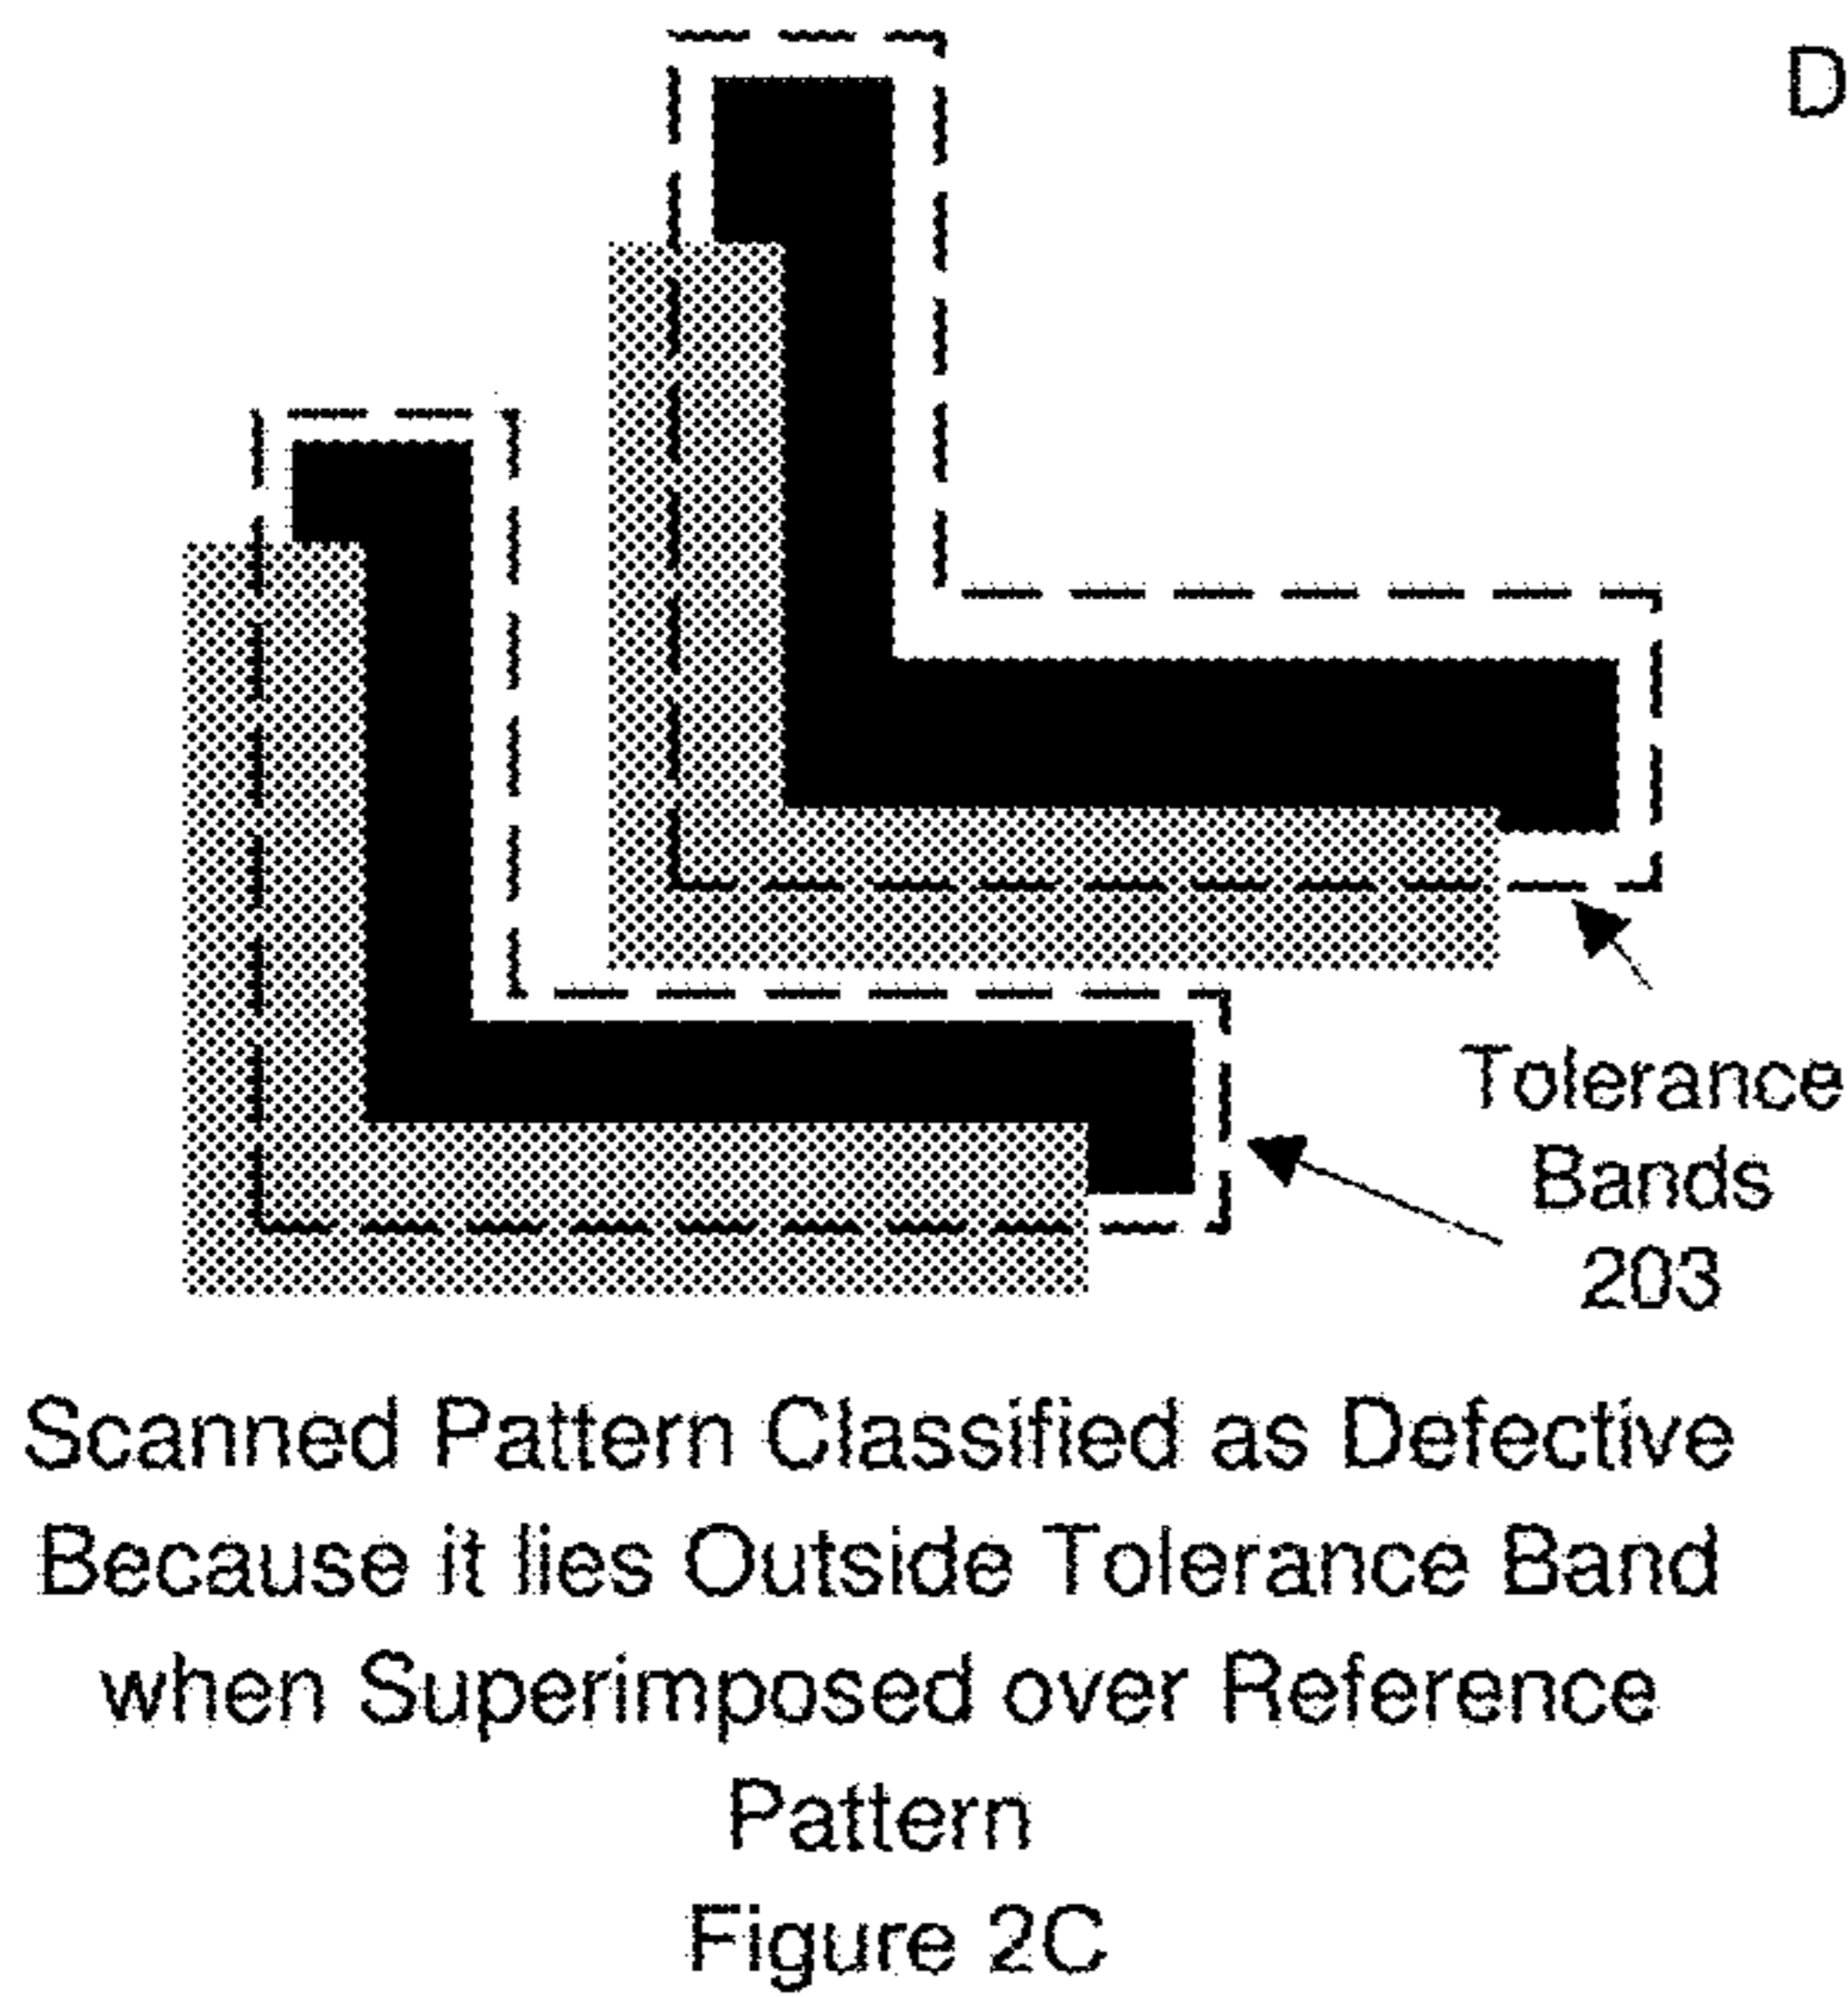 D
Tolerance
Bands
203
Scanned Pattern Classified as Defective
Because it lies Outside Tolerance Band
when Superimposed over Reference
Pattern
Figure 2C